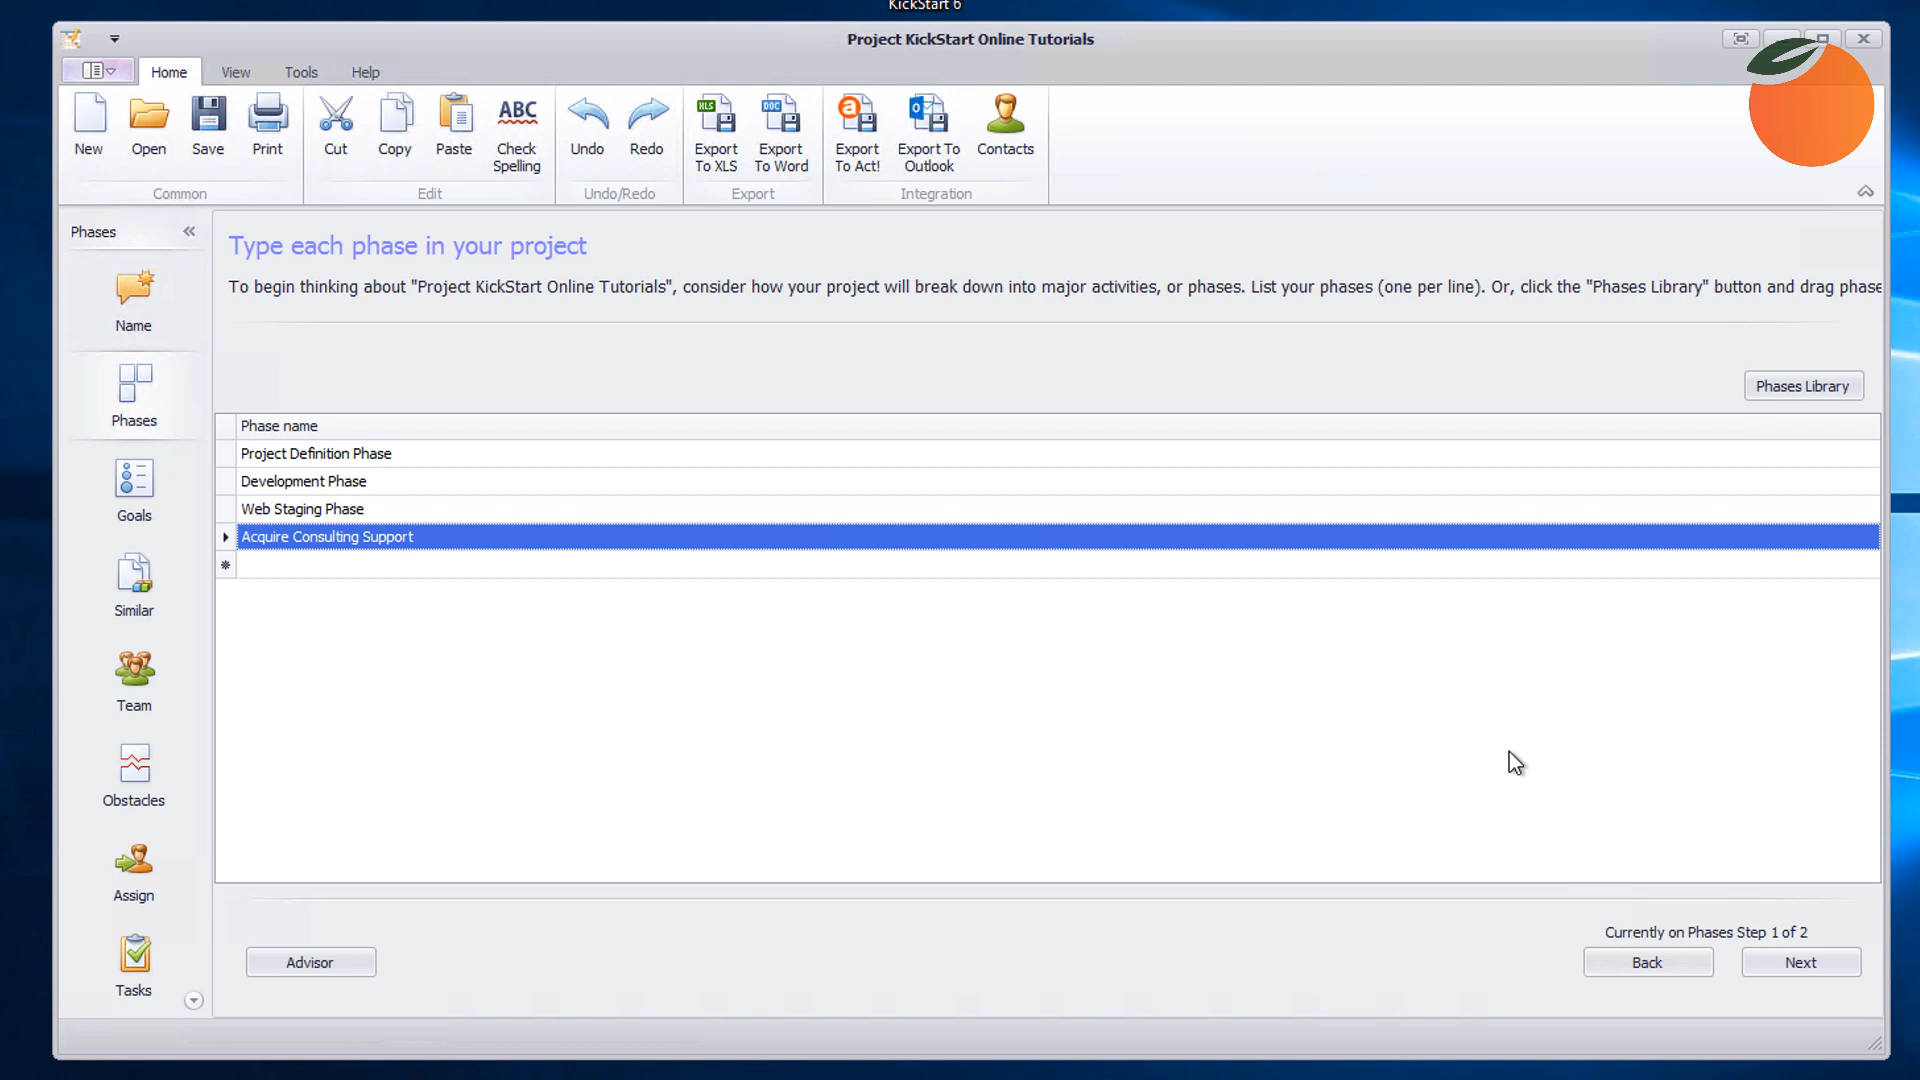 KickStart 6
Project KickStart Online Tutorials
Home View Tools Help
New Open Save Print Cut Copy Paste Check Spelling Undo Redo Export To XLS Export To Word Export To Act! Export To Outlook Contacts
Common Edit Undo/Redo Export Integration
Phases
Type each phase in your project
To begin thinking about "Project KickStart Online Tutorials", consider how your project will break down into major activities, or phases. List your phases (one per line). Or, click the "Phases Library" button and drag phase
Name
Phases
Goals
Similar
Team
Obstacles
Assign
Tasks
Phases Library
Phase name
Project Definition Phase
Development Phase
Web Staging Phase
Acquire Consulting Support
Currently on Phases Step 1 of 2
Advisor Back Next